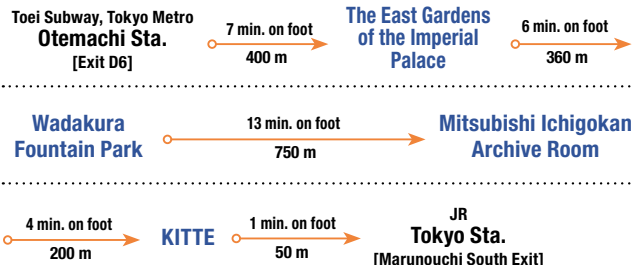 Toei Subway, Tokyo Metro
Otemachi Sta.
[Exit D6]
7 min. on foot
400 m
The East Gardens
of the Imperial
Palace
6 min. on foot
360 m
Wadakura
Fountain Park
13 min. on foot
750 m
Mitsubishi Ichigokan
Archive Room
4 min. on foot
200 m
KITTE
1 min. on foot
50 m
JR
Tokyo Sta.
[Marunouchi South Exit]